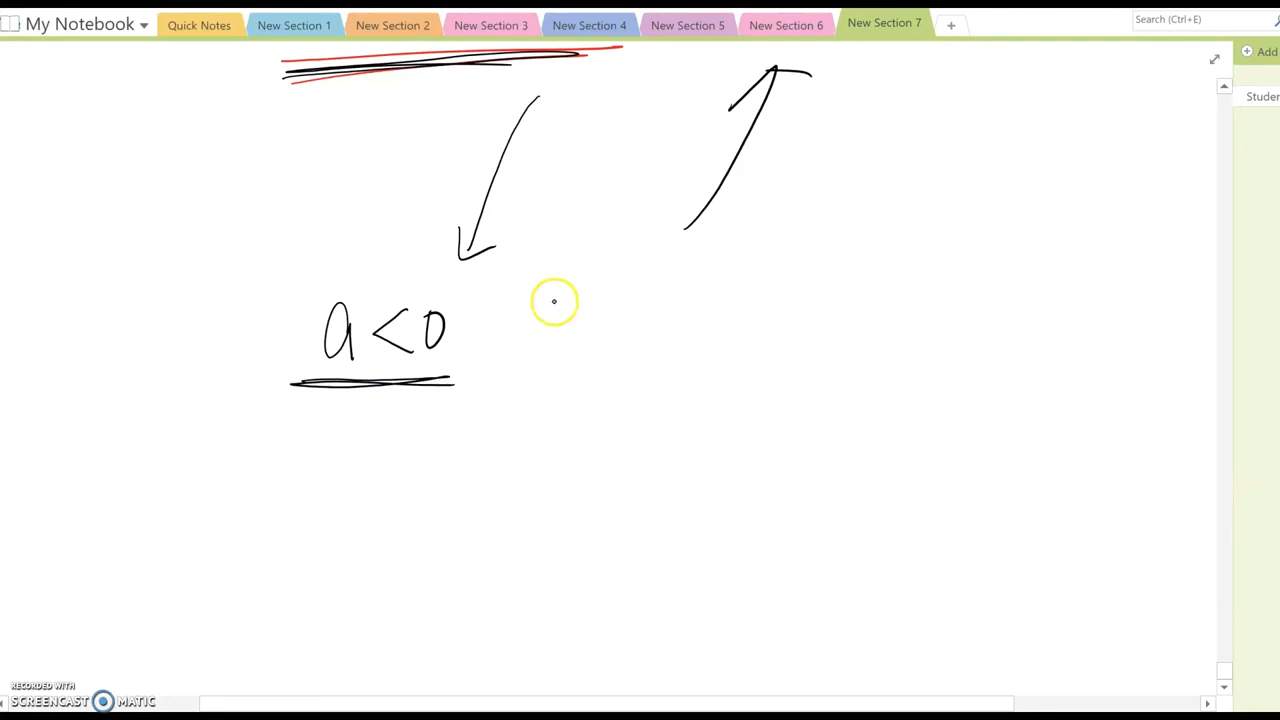 My Notebook
Quick Notes
New Section 1
New Section 2
New Section 3
New Section 4
New Section 5
New Section 6
New Section 7
Search (Ctrl+E)
Add
Studen
a < 0
RECORDED WITH
SCREENCAST MATIC